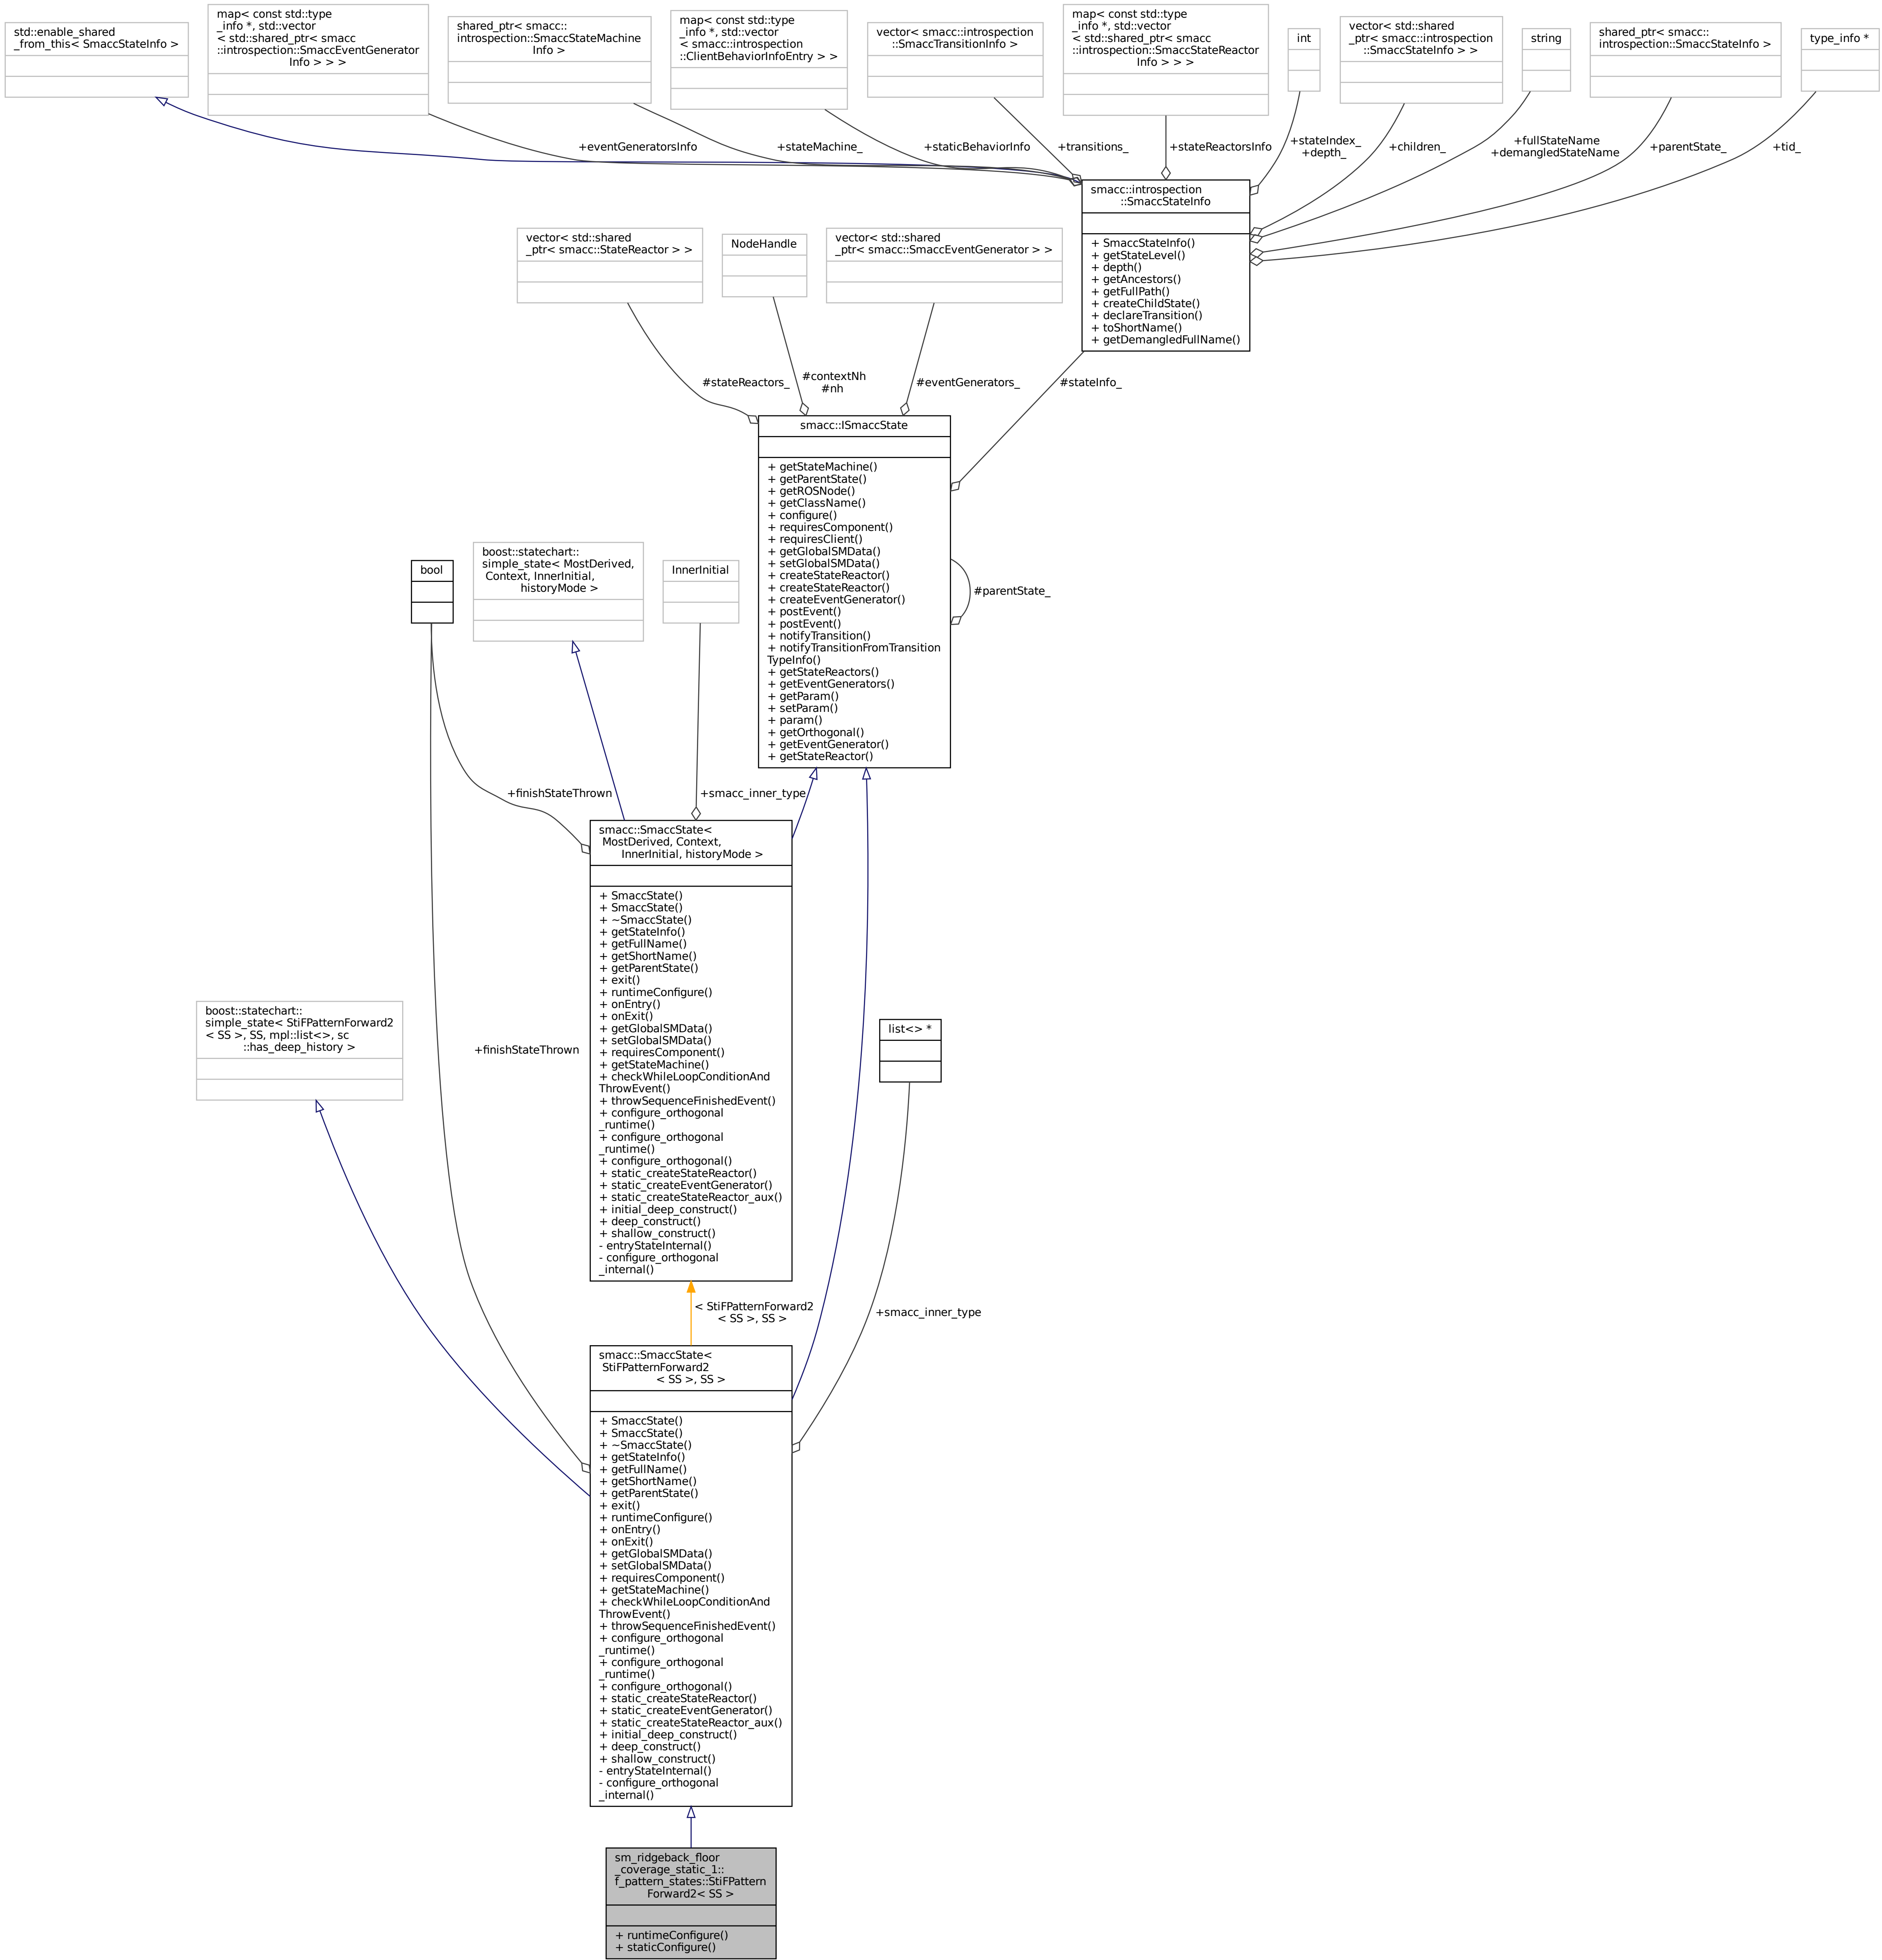 std::enable_shared
_from_this< SmaccStateInfo >
map< const std::type
_info *, std::vector
< std::shared_ptr< smacc
::introspection::SmaccEventGenerator
Info > > >
shared_ptr< smacc::
introspection::SmaccStateMachine
Info >
map< const std::type
_info *, std::vector
< smacc::introspection
::ClientBehaviorInfoEntry > >
vector< smacc::introspection
::SmaccTransitionInfo >
map< const std::type
_info *, std::vector
< std::shared_ptr< smacc
::introspection::SmaccStateReactor
Info > > >
int
vector< std::shared
_ptr< smacc::introspection
::SmaccStateInfo > >
string
shared_ptr< smacc::
introspection::SmaccStateInfo >
type_info *
+eventGeneratorsInfo
+stateMachine_
+staticBehaviorInfo
+transitions_
+stateReactorsInfo
+stateIndex_
+depth_
+children_
+fullStateName
+demangledStateName
+parentState_
+tid_
smacc::introspection
::SmaccStateInfo
+ SmaccStateInfo()
+ getStateLevel()
+ depth()
+ getAncestors()
+ getFullPath()
+ createChildState()
+ declareTransition()
+ toShortName()
+ getDemangledFullName()
vector< std::shared
_ptr< smacc::StateReactor > >
NodeHandle
vector< std::shared
_ptr< smacc::SmaccEventGenerator > >
#stateReactors_
#contextNh
#nh
#eventGenerators_
#stateInfo_
smacc::ISmaccState
+ getStateMachine()
+ getParentState()
+ getROSNode()
+ getClassName()
+ configure()
+ requiresComponent()
+ requiresClient()
+ getGlobalSMData()
+ setGlobalSMData()
+ createStateReactor()
+ createStateReactor()
+ createEventGenerator()
+ postEvent()
+ postEvent()
+ notifyTransition()
+ notifyTransitionFromTransition
TypeInfo()
+ getStateReactors()
+ getEventGenerators()
+ getParam()
+ setParam()
+ param()
+ getOrthogonal()
+ getEventGenerator()
+ getStateReactor()
#parentState_
bool
boost::statechart::
simple_state< MostDerived,
Context, InnerInitial,
historyMode >
InnerInitial
+finishStateThrown
+smacc_inner_type
smacc::SmaccState<
MostDerived, Context,
InnerInitial, historyMode >
+ SmaccState()
+ SmaccState()
+ ~SmaccState()
+ getStateInfo()
+ getFullName()
+ getShortName()
+ getParentState()
+ exit()
+ runtimeConfigure()
+ onEntry()
+ onExit()
+ getGlobalSMData()
+ setGlobalSMData()
+ requiresComponent()
+ getStateMachine()
+ checkWhileLoopConditionAnd
ThrowEvent()
+ throwSequenceFinishedEvent()
+ configure_orthogonal
_runtime()
+ configure_orthogonal
_runtime()
+ configure_orthogonal()
+ static_createStateReactor()
+ static_createEventGenerator()
+ static_createStateReactor_aux()
+ initial_deep_construct()
+ deep_construct()
+ shallow_construct()
- entryStateInternal()
- configure_orthogonal
_internal()
boost::statechart::
simple_state< StiFPatternForward2
< SS >, SS, mpl::list<>, sc
::has_deep_history >
+finishStateThrown
list<> *
< StiFPatternForward2
< SS >, SS >
+smacc_inner_type
smacc::SmaccState<
StiFPatternForward2
< SS >, SS >
+ SmaccState()
+ SmaccState()
+ ~SmaccState()
+ getStateInfo()
+ getFullName()
+ getShortName()
+ getParentState()
+ exit()
+ runtimeConfigure()
+ onEntry()
+ onExit()
+ getGlobalSMData()
+ setGlobalSMData()
+ requiresComponent()
+ getStateMachine()
+ checkWhileLoopConditionAnd
ThrowEvent()
+ throwSequenceFinishedEvent()
+ configure_orthogonal
_runtime()
+ configure_orthogonal
_runtime()
+ configure_orthogonal()
+ static_createStateReactor()
+ static_createEventGenerator()
+ static_createStateReactor_aux()
+ initial_deep_construct()
+ deep_construct()
+ shallow_construct()
- entryStateInternal()
- configure_orthogonal
_internal()
sm_ridgeback_floor
_coverage_static_1::
f_pattern_states::StiFPattern
Forward2< SS >
+ runtimeConfigure()
+ staticConfigure()